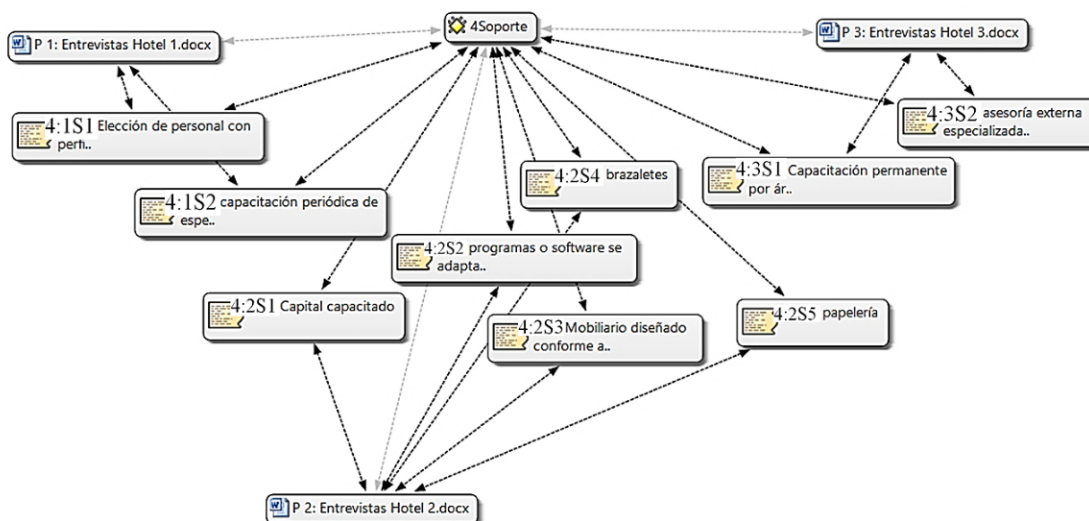 4Soporte
P 1: Entrevistas Hotel 1.docx
P 3: Entrevistas Hotel 3.docx
4:1S1 Elección de personal con
perfi..
4:3S2 asesoría externa
especializada..
4:3S1 Capacitación permanente
por ár..
4:2S4 brazaletes
4:1S2 capacitación periódica de
espe..
4:2S2 programas o software se
adapta..
4:2S1 Capital capacitado
4:2S3Mobiliario diseñado
conforme a..
4:2S5 papelería
P 2: Entrevistas Hotel 2.docx